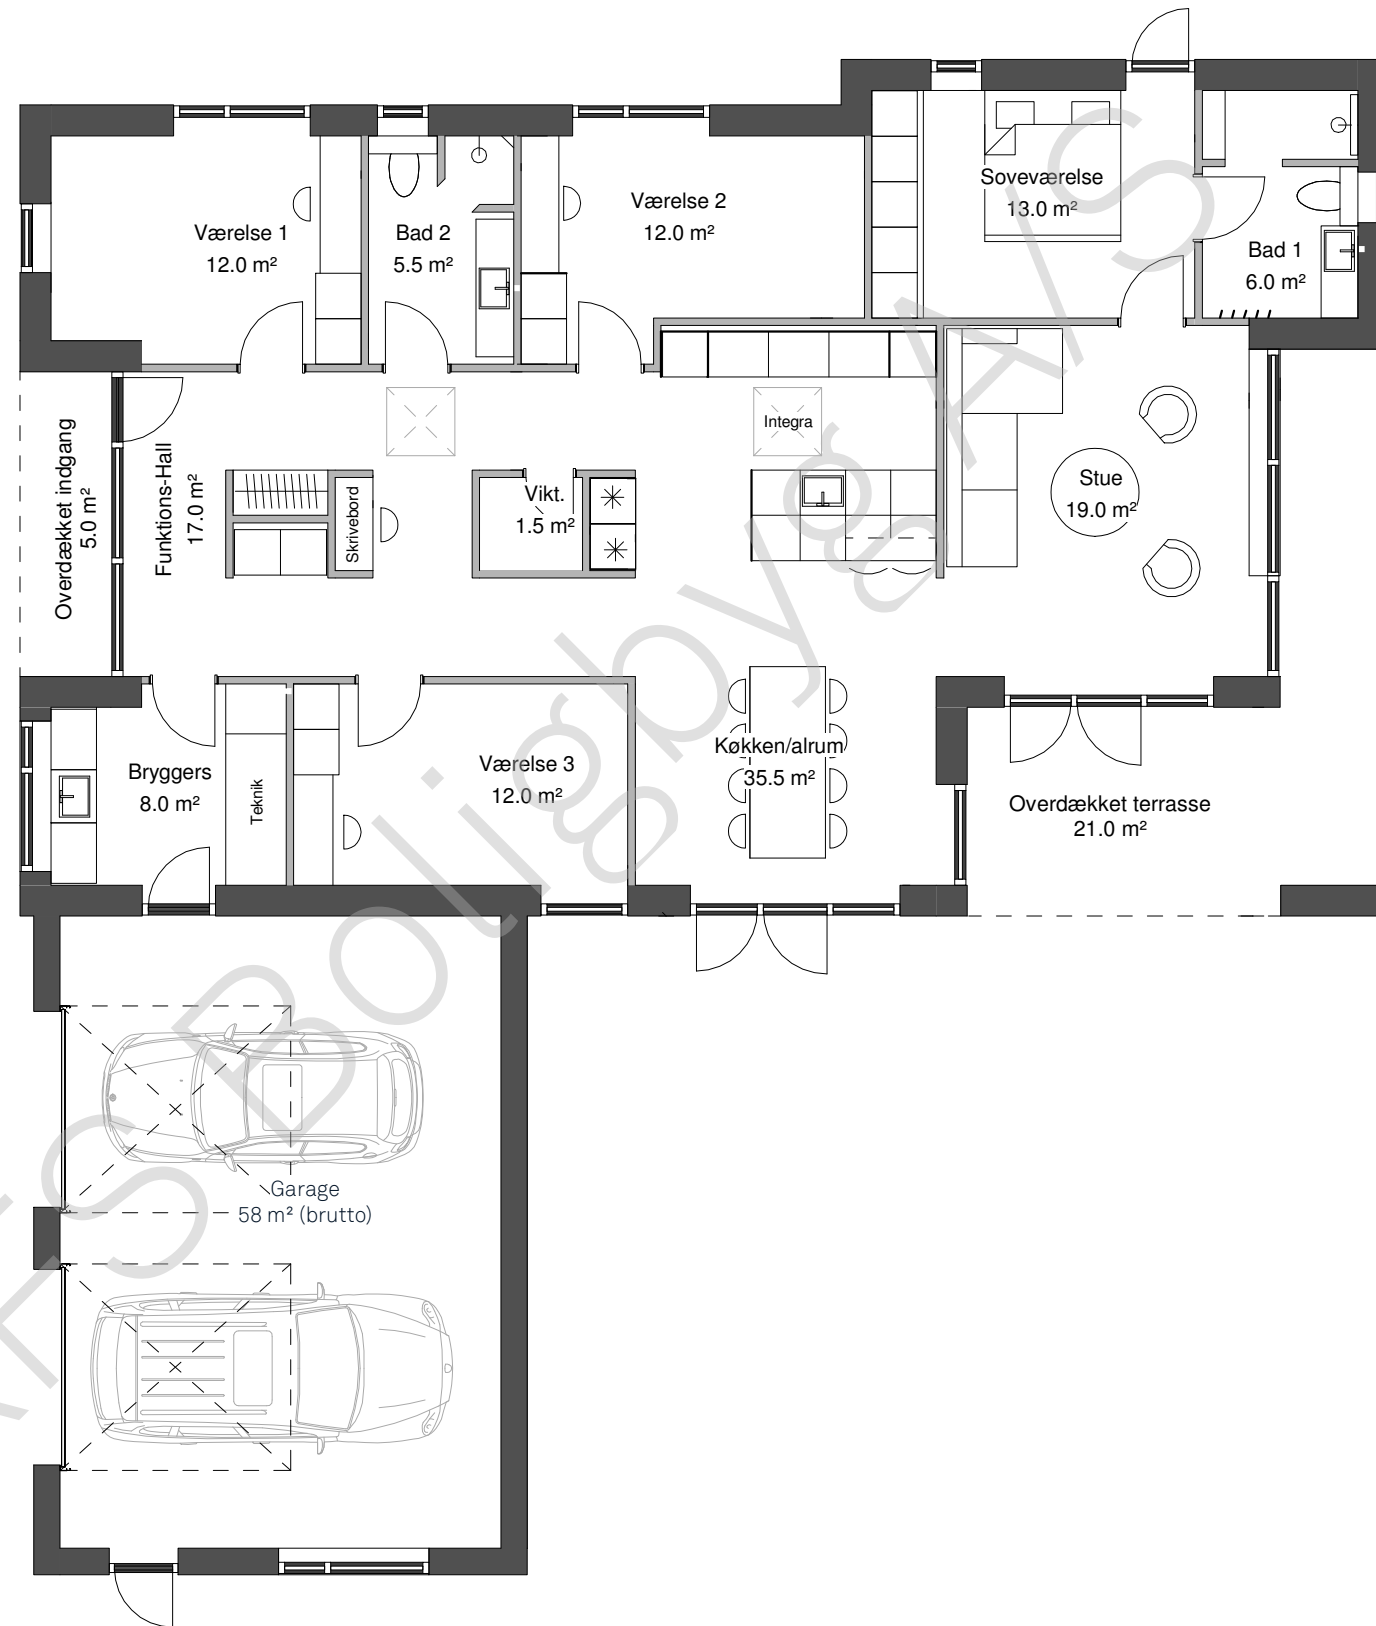 Soveværelse
13.0 m²
Værelse 2
12.0 m²
Værelse 1
12.0 m²
Bad 2
5.5 m²
Bad 1
6.0 m²
Integra
Overdækket indgang
5.0 m²
Funktions-Hall
17.0 m²
Skrivebord
Vikt.
1.5 m²
Stue
19.0 m²
Bryggers
8.0 m²
Teknik
Værelse 3
12.0 m²
Køkken/alrum
35.5 m²
Overdækket terrasse
21.0 m²
Garage
58 m² (brutto)
FS Boligbyg A/S